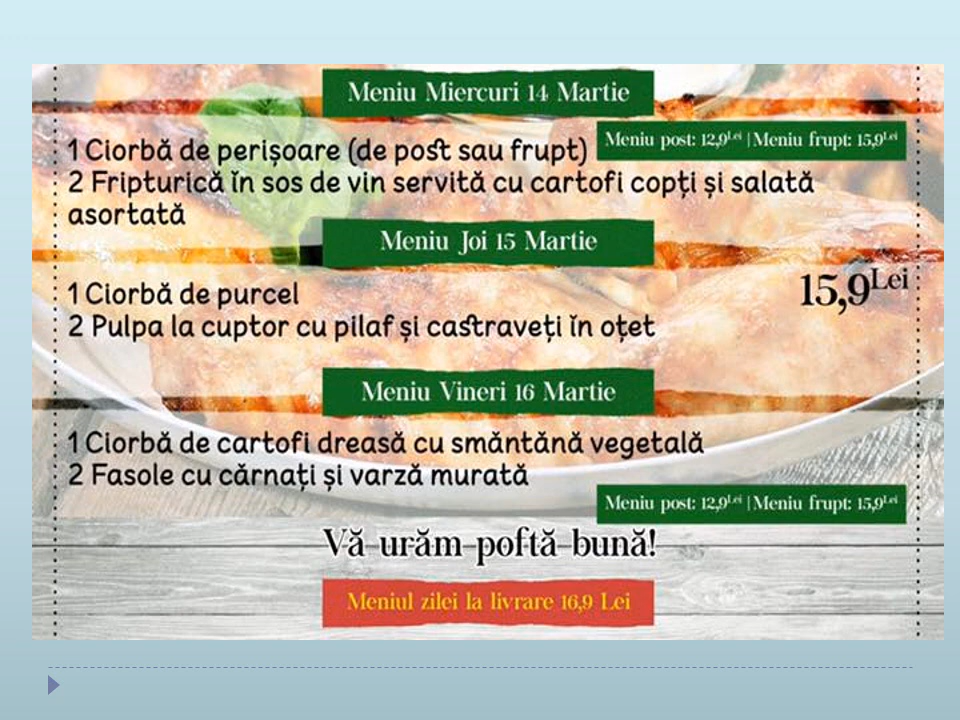 Meniu Miercuri 14 Martie
Meniu post: 12,9Lei | Meniu frupt: 15,9Lei
1 Ciorbă de perișoare (de post sau frupt)
2 Fripturică în sos de vin servită cu cartofi copți și salată
asortată
Meniu Joi 15 Martie
15,9Lei
1 Ciorbă de purcel
2 Pulpa la cuptor cu pilaf și castraveți în oțet
Meniu Vineri 16 Martie
1 Ciorbă de cartofi dreasă cu smântână vegetală
2 Fasole cu cârnați și varză murată
Meniu post: 12,9Lei | Meniu frupt: 15,9Lei
Vă urăm poftă bună!
Meniul zilei la livrare 16,9 Lei